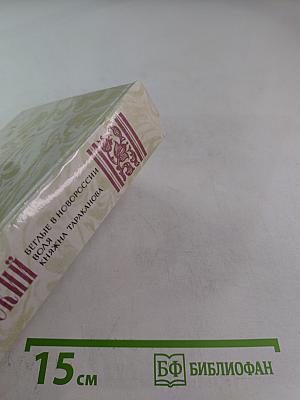 БЕГЛЫЕ В НОВОРОССИИ
ВОЛЯ
КНЯЖНА ТАРАКАНОВА
15 см
БФ БИБЛИОФАН